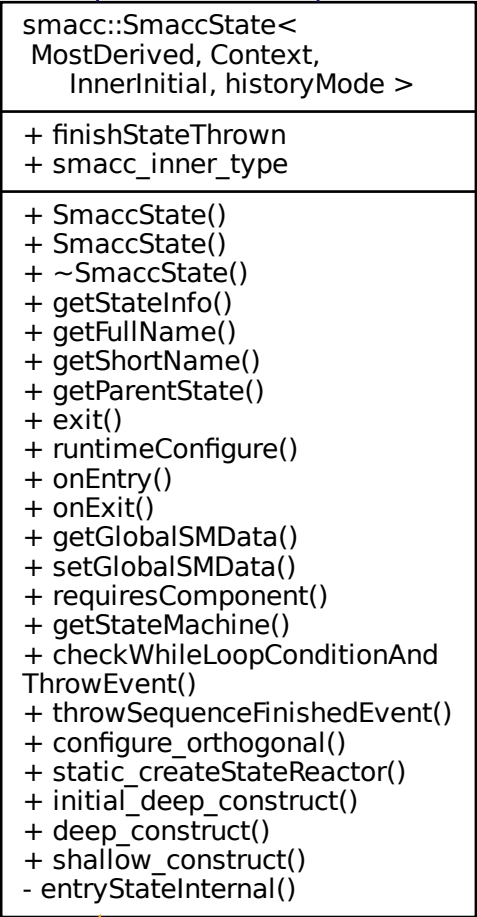 smacc::SmaccState<
MostDerived, Context,
InnerInitial, historyMode >
+ finishStateThrown
+ smacc_inner_type
+ SmaccState()
+ SmaccState()
+ ~SmaccState()
+ getStateInfo()
+ getFullName()
+ getShortName()
+ getParentState()
+ exit()
+ runtimeConfigure()
+ onEntry()
+ onExit()
+ getGlobalSMData()
+ setGlobalSMData()
+ requiresComponent()
+ getStateMachine()
+ checkWhileLoopConditionAnd
ThrowEvent()
+ throwSequenceFinishedEvent()
+ configure_orthogonal()
+ static_createStateReactor()
+ initial_deep_construct()
+ deep_construct()
+ shallow_construct()
- entryStateInternal()